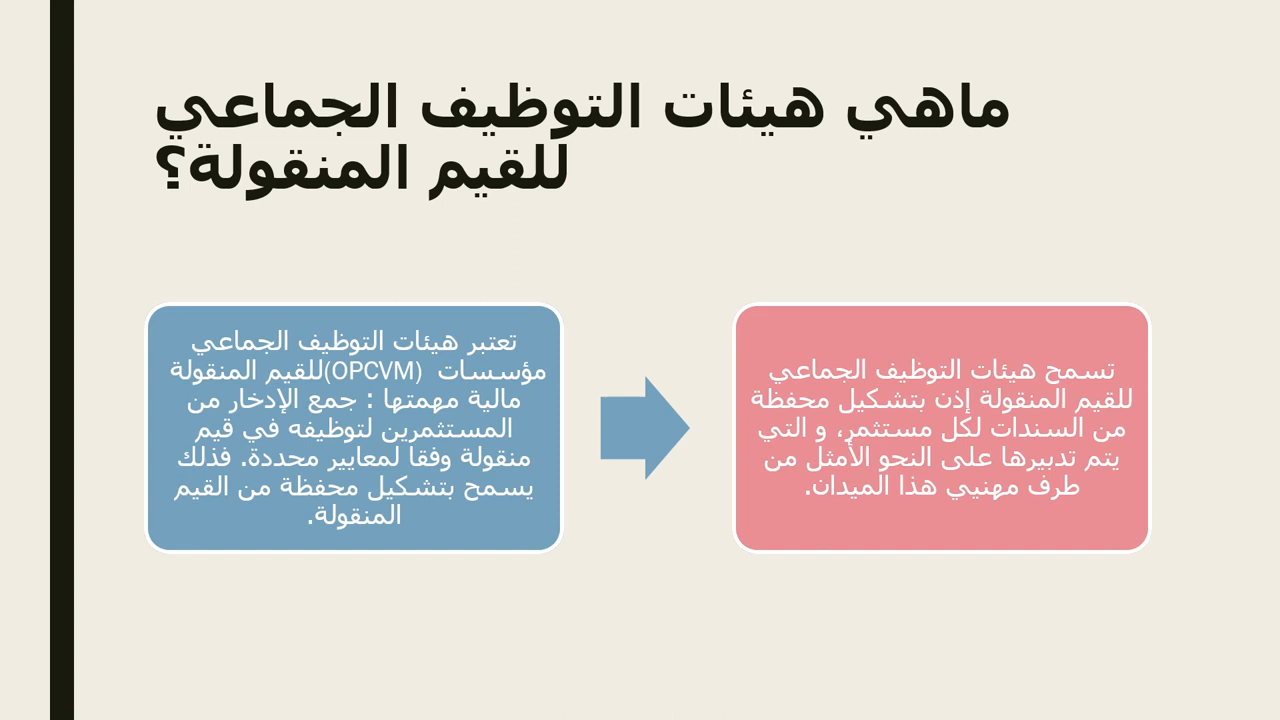 ماهي هيئات التوظيف الجماعي
للقيم المنقولة؟
تعتبر هيئات التوظيف الجماعي
مؤسسات (OPCVM)للقيم المنقولة
مالية مهمتها : جمع الإدخار من
المستثمرين لتوظيفه في قيم
منقولة وفقا لمعايير محددة. فذلك
يسمح بتشكيل محفظة من القيم
المنقولة.
تسمح هيئات التوظيف الجماعي
للقيم المنقولة إذن بتشكيل محفظة
من السندات لكل مستثمر، و التي
يتم تدبيرها على النحو الأمثل من
طرف مهنيي هذا الميدان.